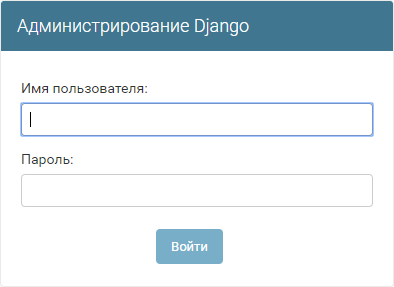 Администрирование Django
Имя пользователя:
Пароль:
Войти